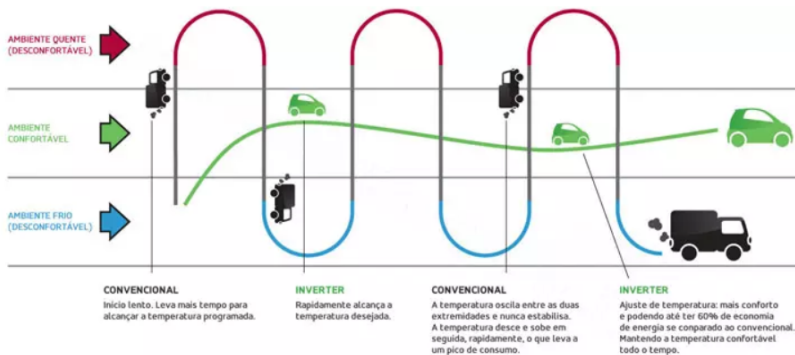 AMBIENTE QUENTE
(DESCONFORTÁVEL)
AMBIENTE
CONFORTÁVEL
AMBIENTE FRIO
(DESCONFORTÁVEL)
CONVENCIONAL
Início lento. Leva mais tempo para
alcançar a temperatura programada.
INVERTER
Rapidamente alcança a
temperatura desejada.
CONVENCIONAL
A temperatura oscila entre as duas
extremidades e nunca estabilisa.
A temperatura desce e sobe em
seguida, rapidamente, o que leva a
um pico de consumo.
INVERTER
Ajuste de temperatura: mais conforto
e podendo até ter 60% de economia
de energia se conparado ao convencional.
Mantendo a temperatura confortável
todo o tempo.